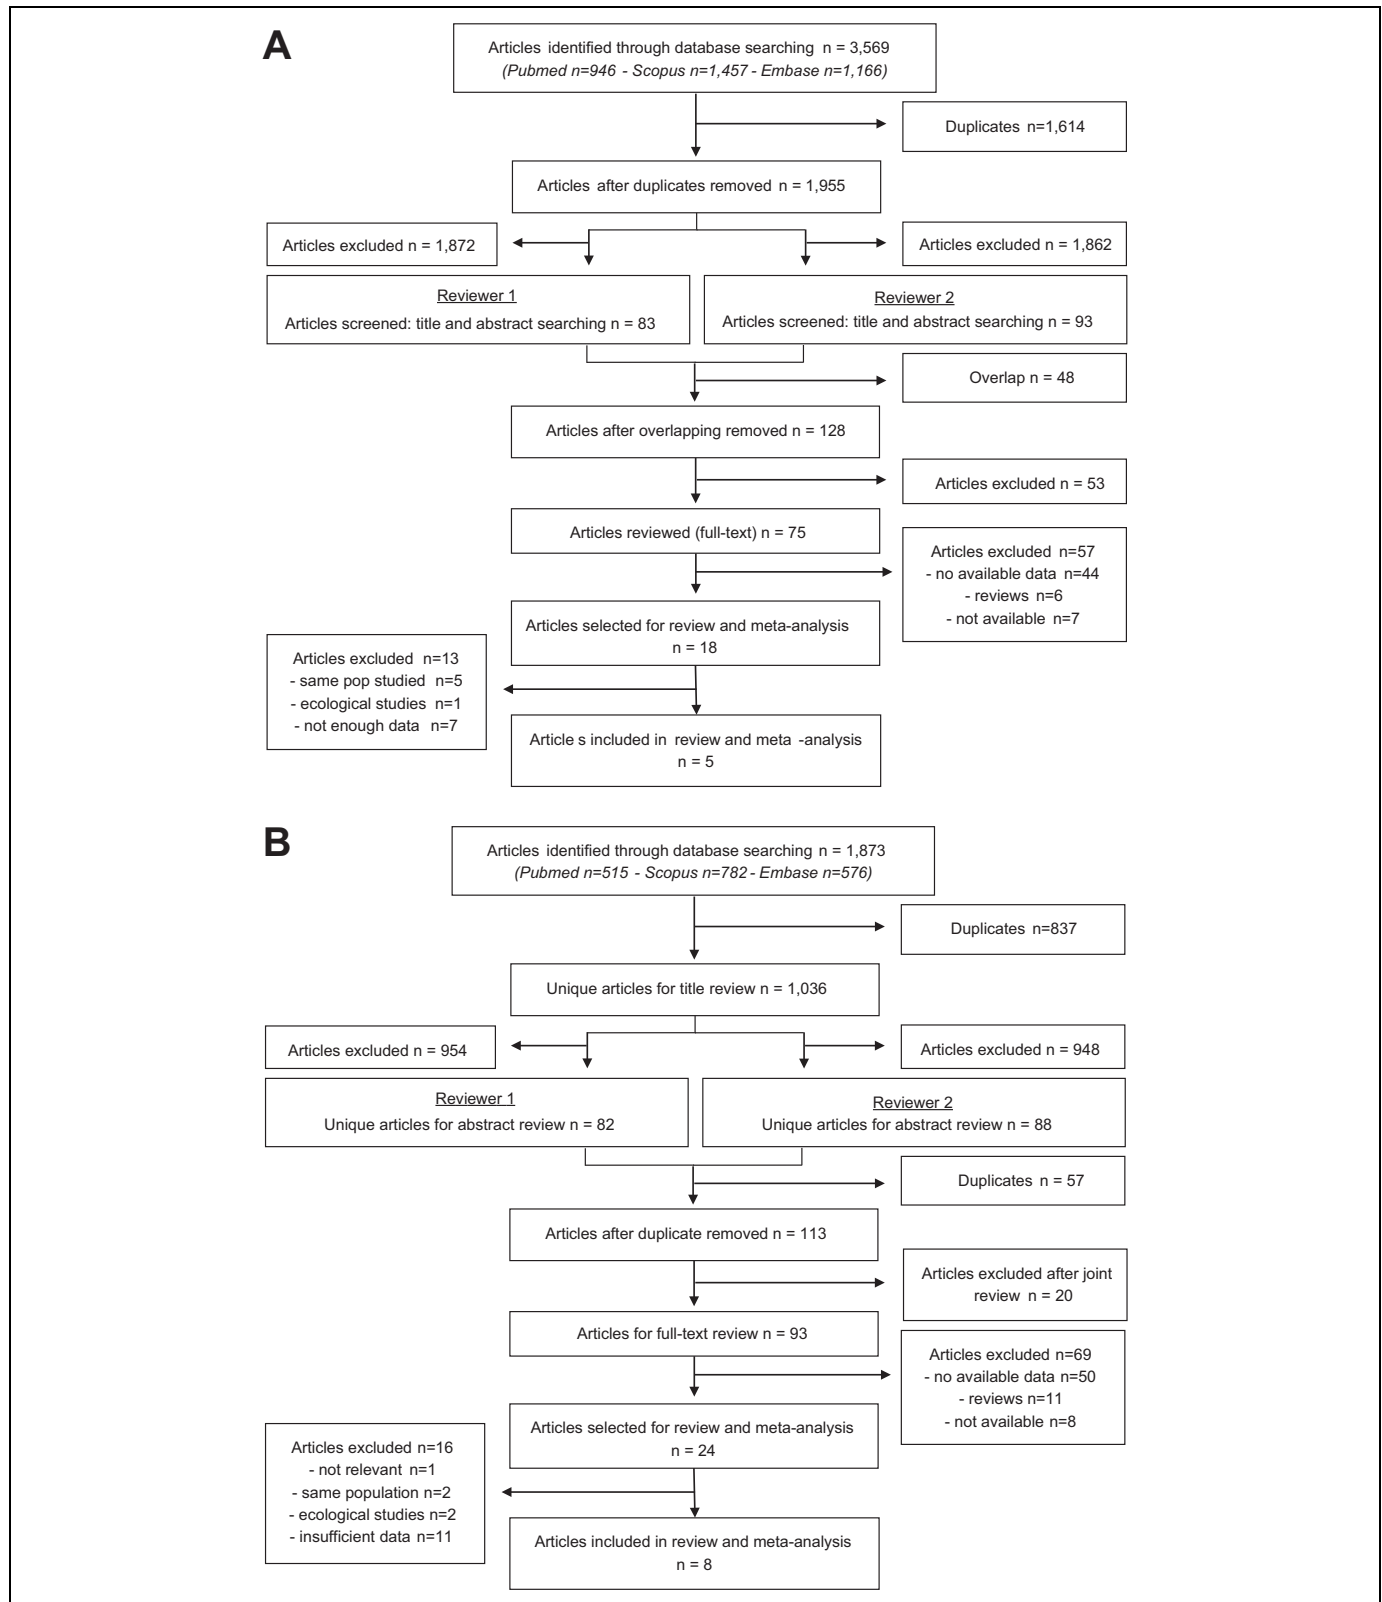 A
Articles identified through database searching n = 3,569
(Pubmed n=946 - Scopus n=1,457 - Embase n=1,166)
Duplicates n=1,614
Articles after duplicates removed n = 1,955
Articles excluded n = 1,872
Articles excluded n = 1,862
Reviewer 1
Articles screened: title and abstract searching n = 83
Reviewer 2
Articles screened: title and abstract searching n = 93
Overlap n = 48
Articles after overlapping removed n = 128
Articles excluded n = 53
Articles reviewed (full-text) n = 75
Articles excluded n=57
- no available data n=44
- reviews n=6
- not available n=7
Articles selected for review and meta-analysis
n = 18
Articles excluded n=13
- same pop studied n=5
- ecological studies n=1
- not enough data n=7
Article s included in review and meta -analysis
n = 5
B
Articles identified through database searching n = 1,873
(Pubmed n=515 - Scopus n=782 - Embase n=576)
Duplicates n=837
Unique articles for title review n = 1,036
Articles excluded n = 954
Articles excluded n = 948
Reviewer 1
Unique articles for abstract review n = 82
Reviewer 2
Unique articles for abstract review n = 88
Duplicates n = 57
Articles after duplicate removed n = 113
Articles excluded after joint
review n = 20
Articles for full-text review n = 93
Articles excluded n=69
- no available data n=50
- reviews n=11
- not available n=8
Articles selected for review and meta-analysis
n = 24
Articles excluded n=16
- not relevant n=1
- same population n=2
- ecological studies n=2
- insufficient data n=11
Articles included in review and meta-analysis
n = 8